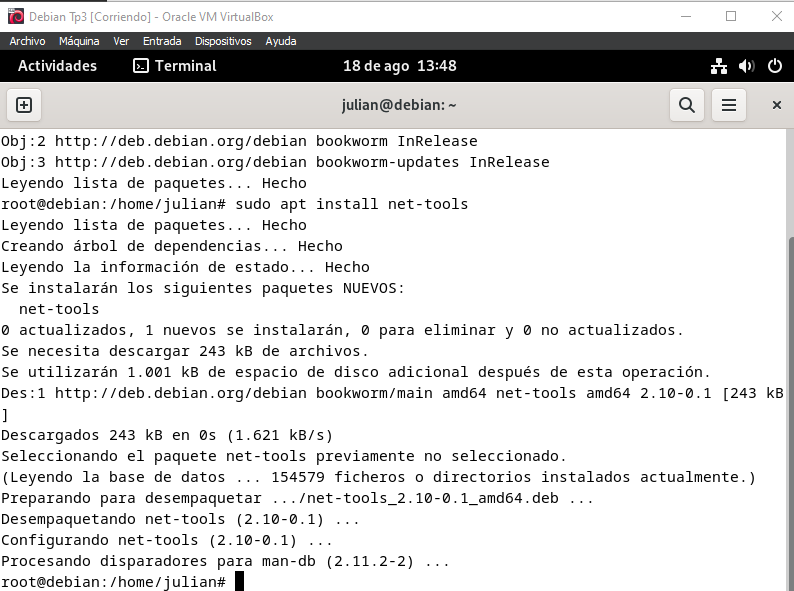 Debian Tp3 [Corriendo] - Oracle VM VirtualBox
Archivo Máquina Ver Entrada Dispositivos Ayuda
Actividades Terminal 18 de ago 13:48
julian@debian: ~
Obj:2 http://deb.debian.org/debian bookworm InRelease
Obj:3 http://deb.debian.org/debian bookworm-updates InRelease
Leyendo lista de paquetes... Hecho
root@debian:/home/julian# sudo apt install net-tools
Leyendo lista de paquetes... Hecho
Creando árbol de dependencias... Hecho
Leyendo la información de estado... Hecho
Se instalarán los siguientes paquetes NUEVOS:
  net-tools
0 actualizados, 1 nuevos se instalarán, 0 para eliminar y 0 no actualizados.
Se necesita descargar 243 kB de archivos.
Se utilizarán 1.001 kB de espacio de disco adicional después de esta operación.
Des:1 http://deb.debian.org/debian bookworm/main amd64 net-tools amd64 2.10-0.1 [243 kB
]
Descargados 243 kB en 0s (1.621 kB/s)
Seleccionando el paquete net-tools previamente no seleccionado.
(Leyendo la base de datos ... 154579 ficheros o directorios instalados actualmente.)
Preparando para desempaquetar .../net-tools_2.10-0.1_amd64.deb ...
Desempaquetando net-tools (2.10-0.1) ...
Configurando net-tools (2.10-0.1) ...
Procesando disparadores para man-db (2.11.2-2) ...
root@debian:/home/julian#